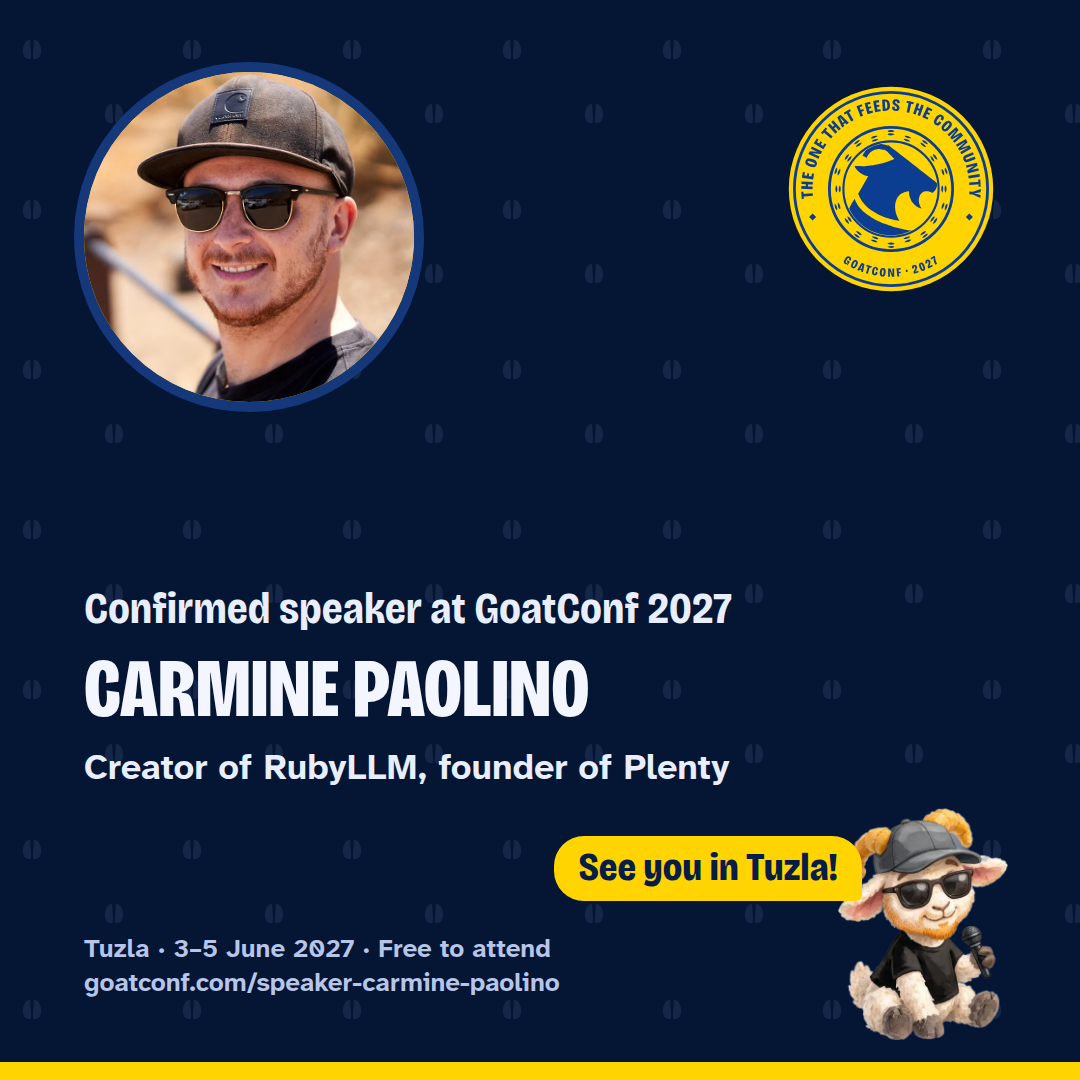 THE ONE THAT FEEDS THE COMMUNITY
GOATCONF · 2027
Confirmed speaker at GoatConf 2027
CARMINE PAOLINO
Creator of RubyLLM, founder of Plenty
See you in Tuzla!
Tuzla · 3–5 June 2027 · Free to attend
goatconf.com/speaker-carmine-paolino